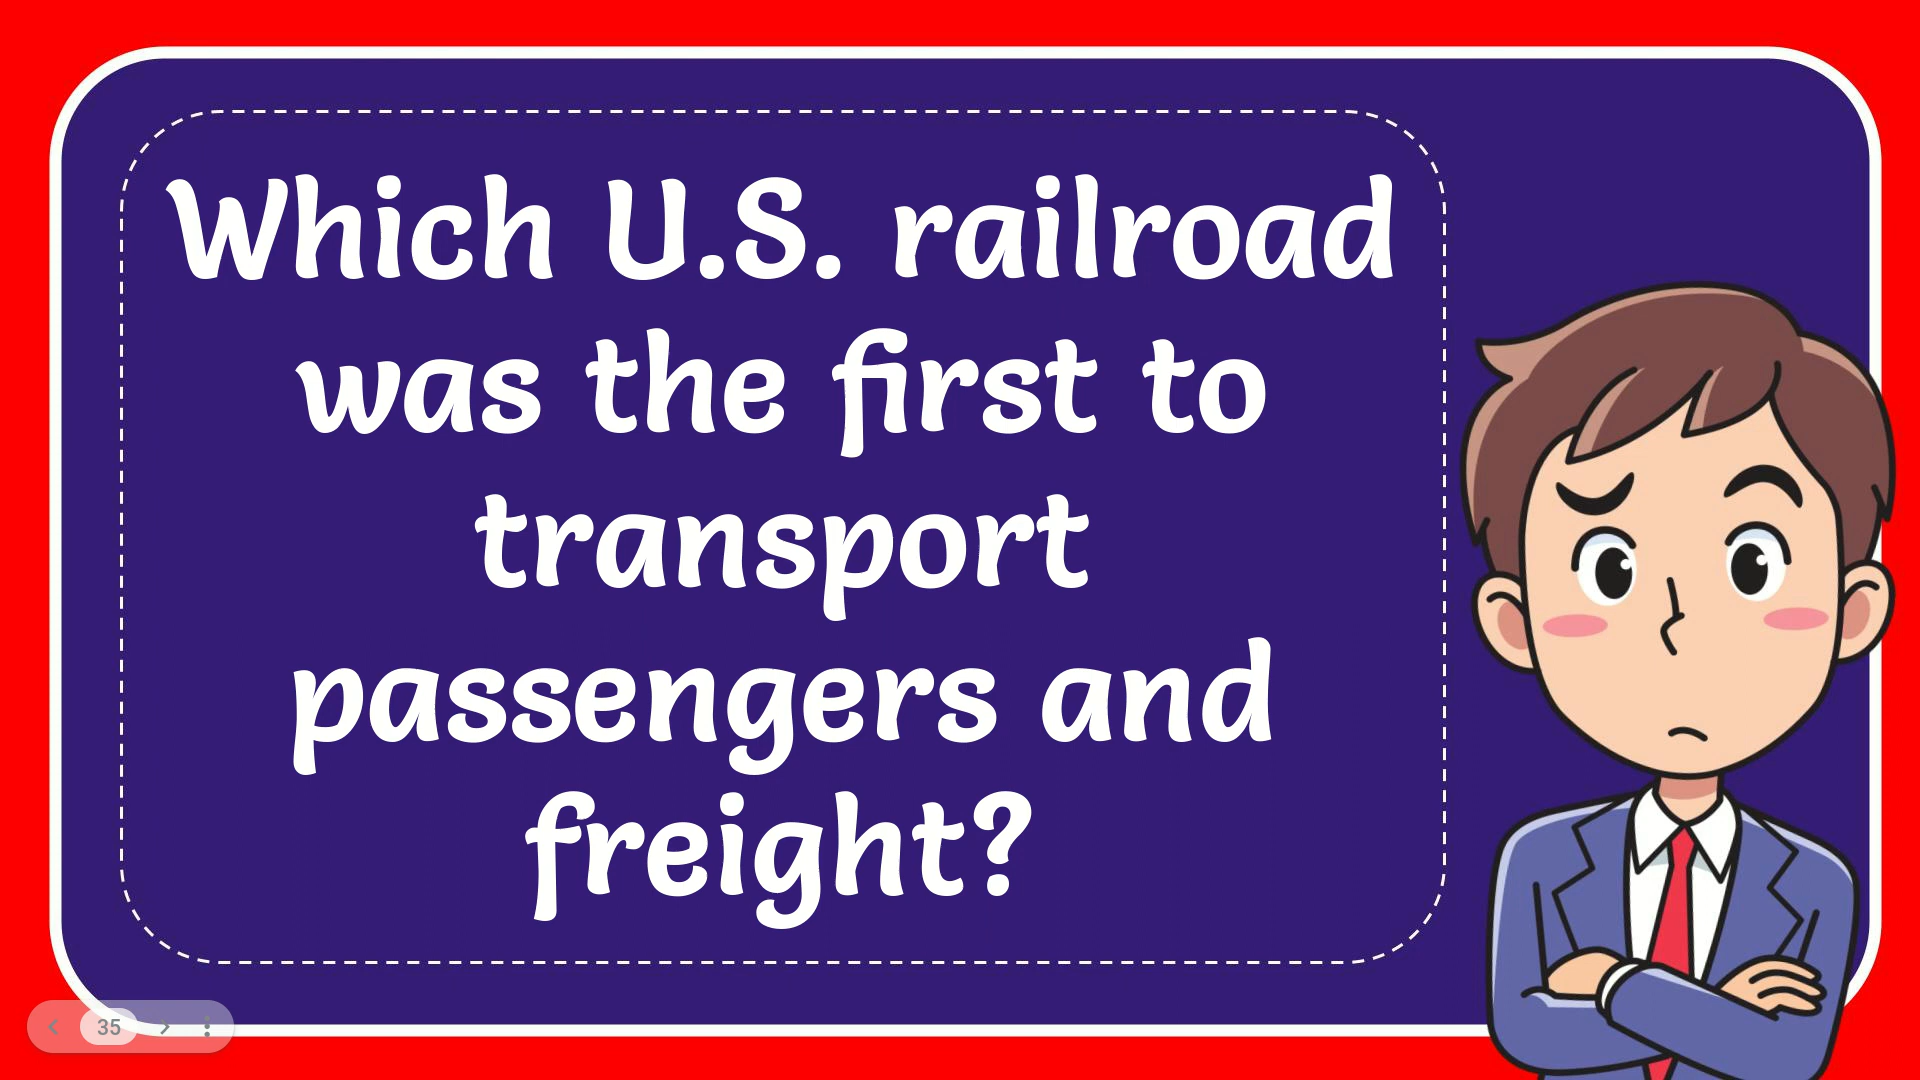 Which U.S. railroad
was the first to
transport
passengers and
freight?
35